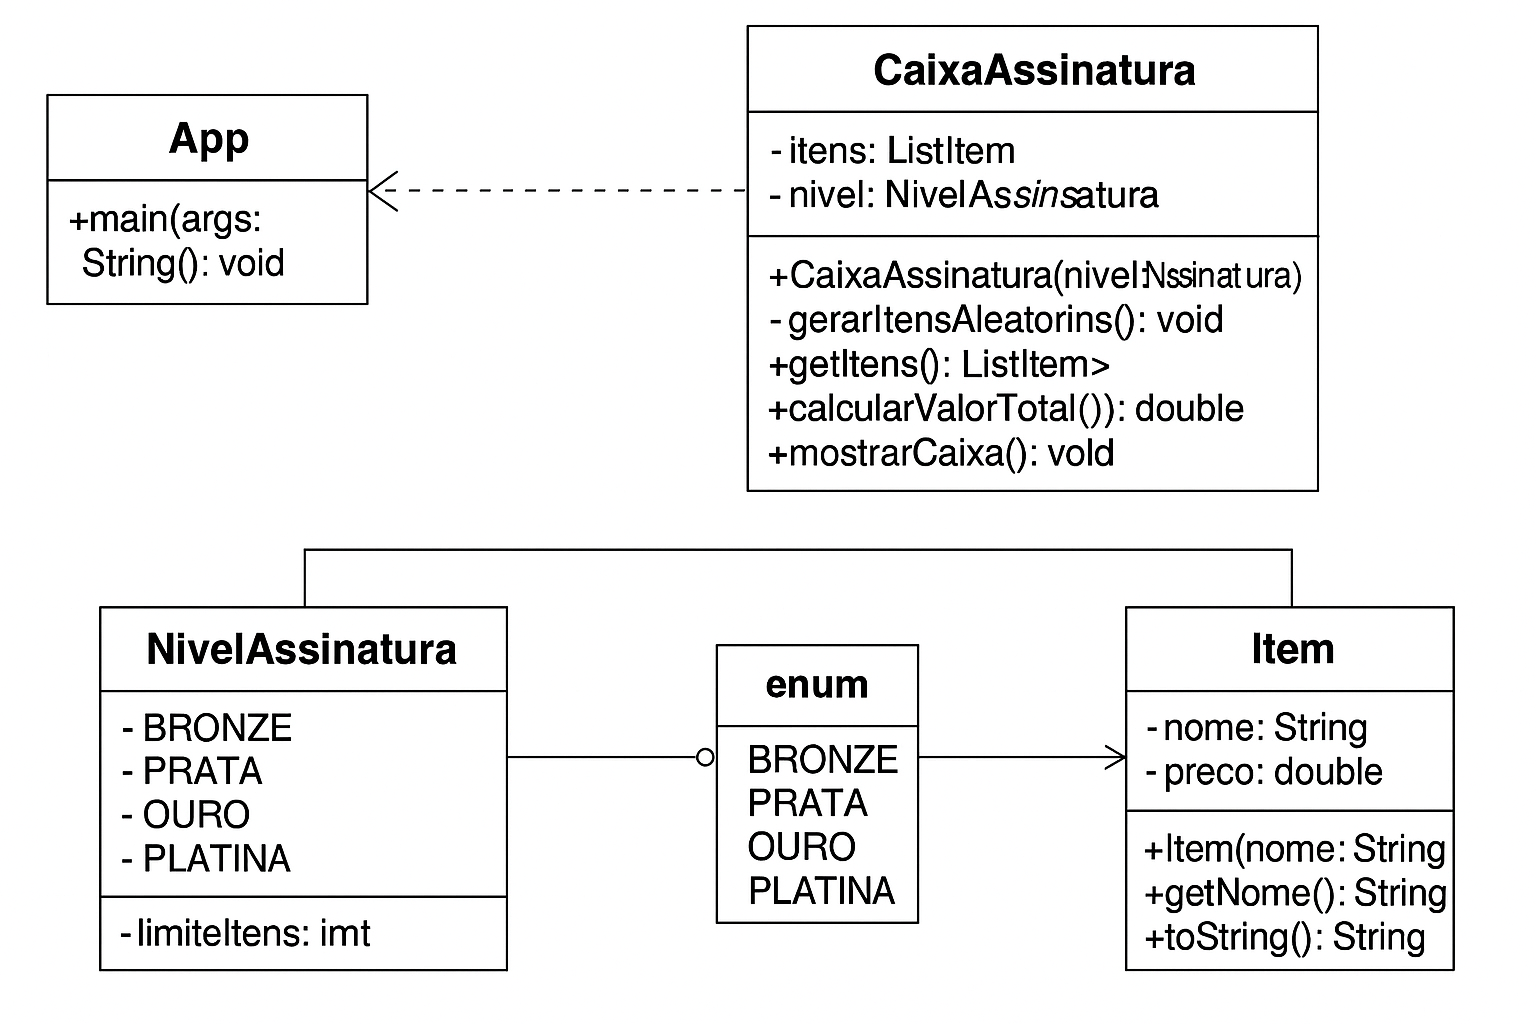 App
+main(args:
String(): void
CaixaAssinatura
- itens: ListItem
- nivel: NivelAssinsatura
+CaixaAssinatura(nivel:Nssinatura)
- gerarItensAleatorins(): void
+getItens(): ListItem>
+calcularValorTotal()): double
+mostrarCaixa(): vold
NivelAssinatura
- BRONZE
- PRATA
- OURO
- PLATINA
- limiteItens: imt
enum
BRONZE
PRATA
OURO
PLATINA
Item
- nome: String
- preco: double
+Item(nome: String
+getNome(): String
+toString(): String